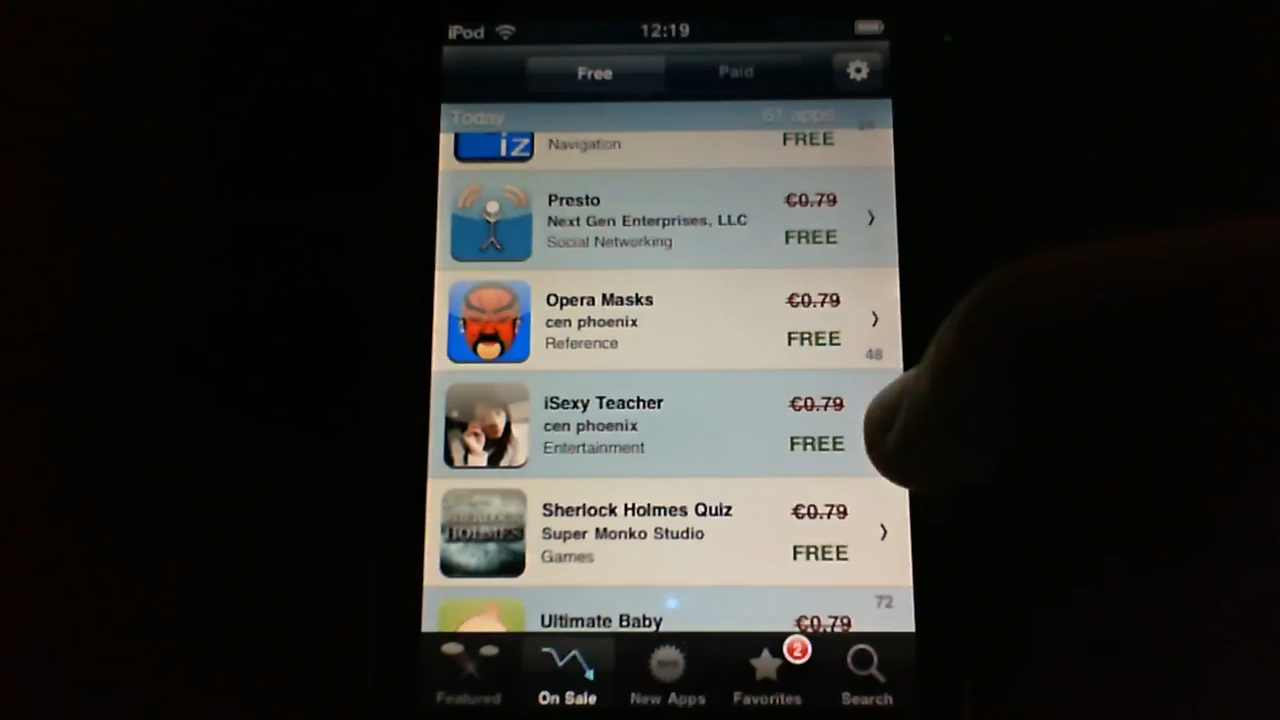 iPod 12:19
Free Paid
Today 61 apps
iz Navigation FREE
Presto €0.79
Next Gen Enterprises, LLC
Social Networking FREE
Opera Masks €0.79
cen phoenix
Reference FREE
48
iSexy Teacher €0.79
cen phoenix
Entertainment FREE
Sherlock Holmes Quiz €0.79
HOLMES Super Monko Studio
Games FREE
72
Ultimate Baby €0.79
2
Featured On Sale New Apps Favorites Search